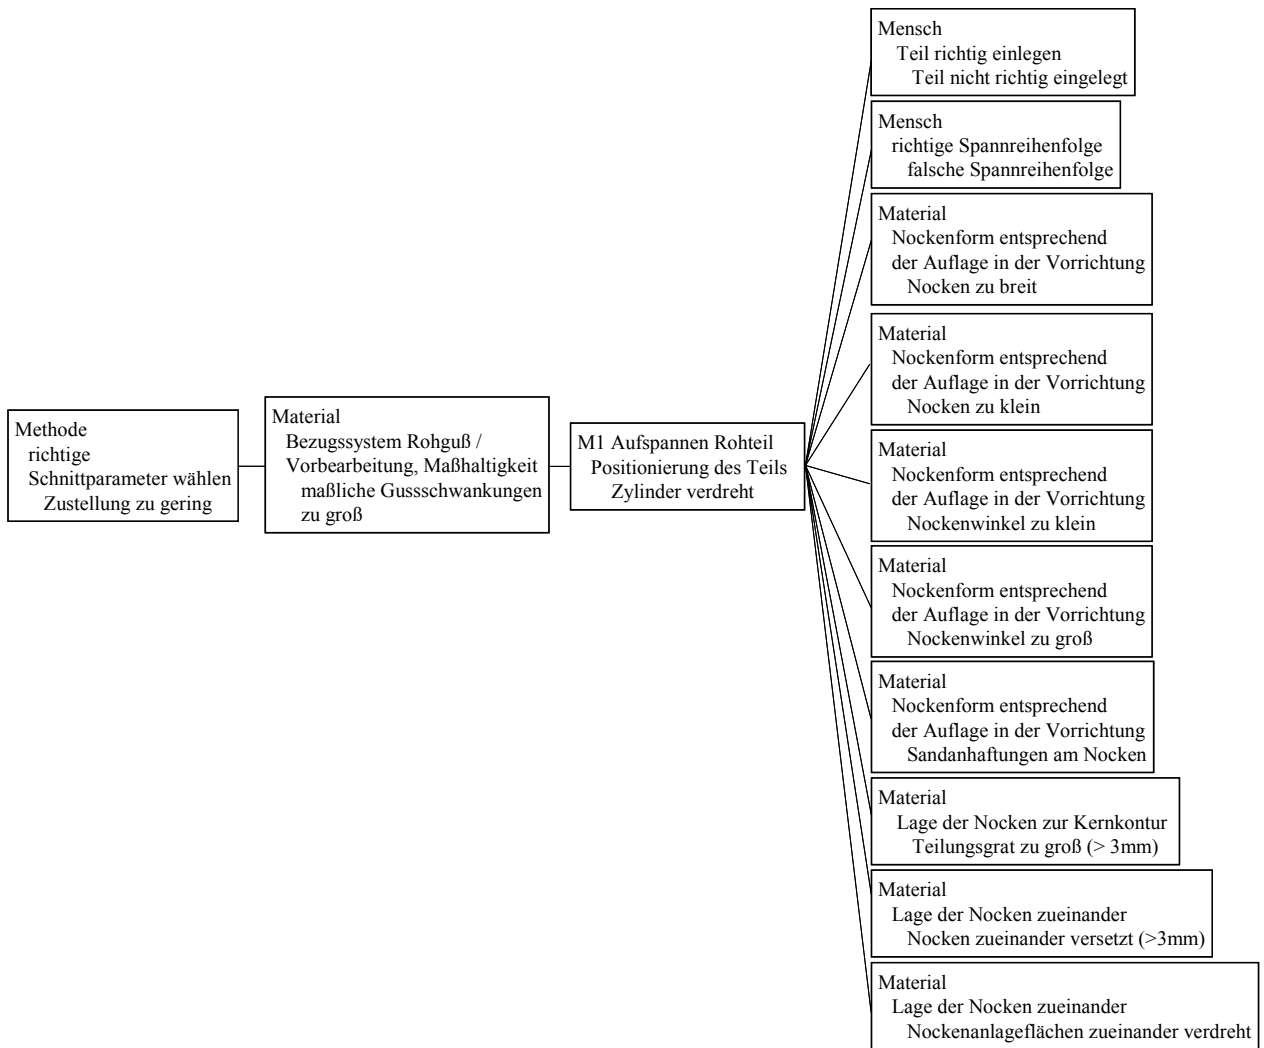 Methode
richtige
Schnittparameter wählen
Zustellung zu gering
Material
Bezugssystem Rohguß /
Vorbearbeitung, Maßhaltigkeit
maßliche Gussschwankungen
zu groß
M1 Aufspannen Rohteil
Positionierung des Teils
Zylinder verdreht
Mensch
Teil richtig einlegen
Teil nicht richtig eingelegt
Mensch
richtige Spannreihenfolge
falsche Spannreihenfolge
Material
Nockenform entsprechend
der Auflage in der Vorrichtung
Nocken zu breit
Material
Nockenform entsprechend
der Auflage in der Vorrichtung
Nocken zu klein
Material
Nockenform entsprechend
der Auflage in der Vorrichtung
Nockenwinkel zu klein
Material
Nockenform entsprechend
der Auflage in der Vorrichtung
Nockenwinkel zu groß
Material
Nockenform entsprechend
der Auflage in der Vorrichtung
Sandanhaftungen am Nocken
Material
Lage der Nocken zur Kernkontur
Teilungsgrat zu groß (> 3mm)
Material
Lage der Nocken zueinander
Nocken zueinander versetzt (>3mm)
Material
Lage der Nocken zueinander
Nockenanlageflächen zueinander verdreht